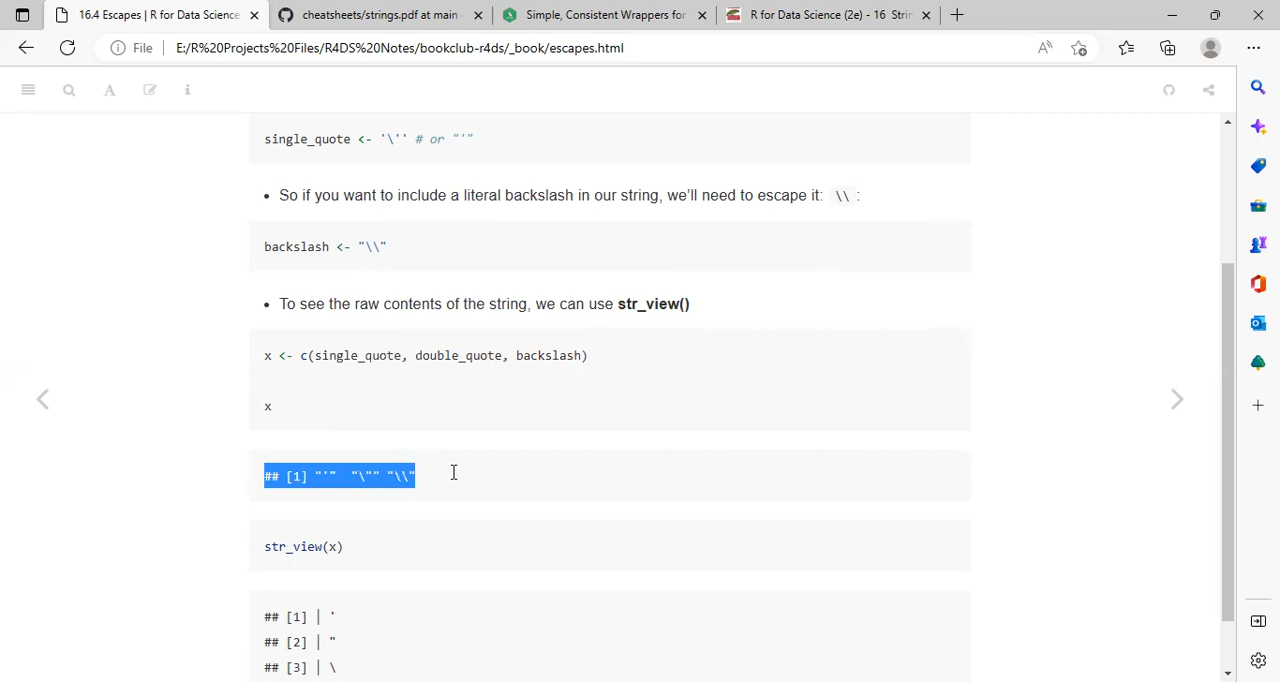 16.4 Escapes | R for Data Science
cheatsheets/strings.pdf at main ·
Simple, Consistent Wrappers for
R for Data Science (2e) - 16 Strin
File
E:/R%20Projects%20Files/R4DS%20Notes/bookclub-r4ds/_book/escapes.html
single_quote <- '\'' # or "'"
• So if you want to include a literal backslash in our string, we'll need to escape it: \\ :
backslash <- "\\"
• To see the raw contents of the string, we can use str_view()
x <- c(single_quote, double_quote, backslash)
x
## [1] "'"  "\"" "\\"
str_view(x)
## [1] │ '
## [2] │ "
## [3] │ \